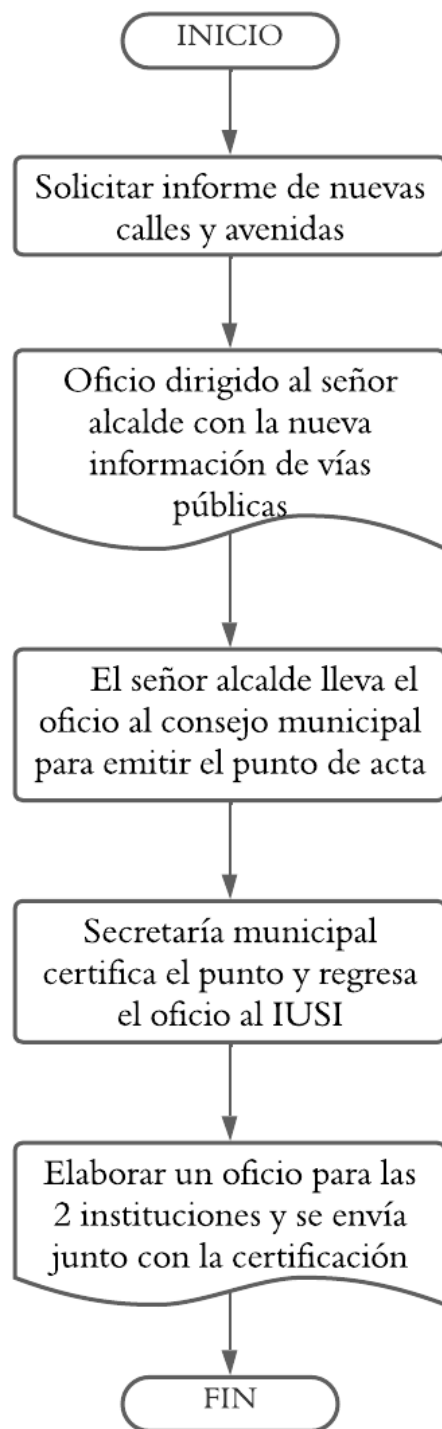 INICIO
Solicitar informe de nuevas
calles y avenidas
Oficio dirigido al señor
alcalde con la nueva
información de vías
públicas
El señor alcalde lleva el
oficio al consejo municipal
para emitir el punto de acta
Secretaría municipal
certifica el punto y regresa
el oficio al IUSI
Elaborar un oficio para las
2 instituciones y se envía
junto con la certificación
FIN